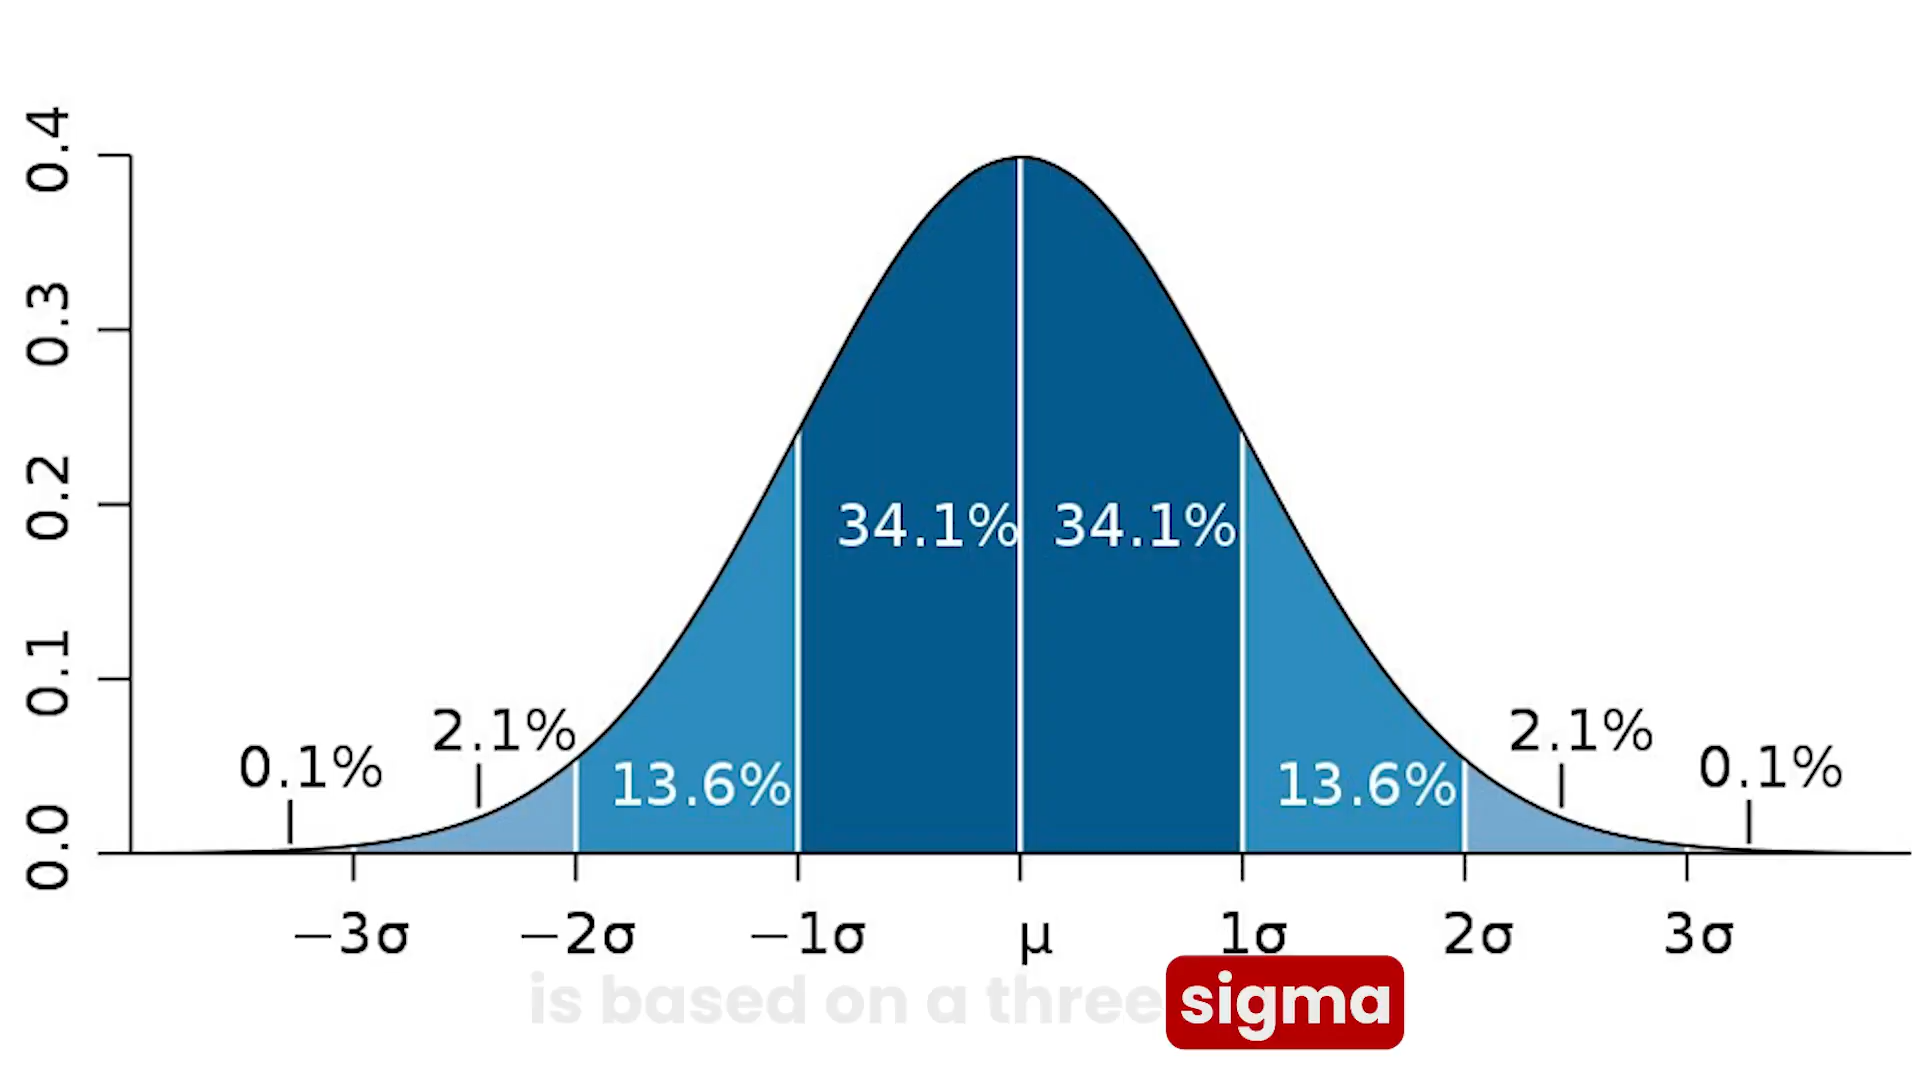 0.4
0.3
0.2
0.1
0.0
34.1% 34.1%
0.1% 2.1% 13.6% 13.6% 2.1% 0.1%
−3σ −2σ −1σ μ 1σ 2σ 3σ
is based on a three sigma